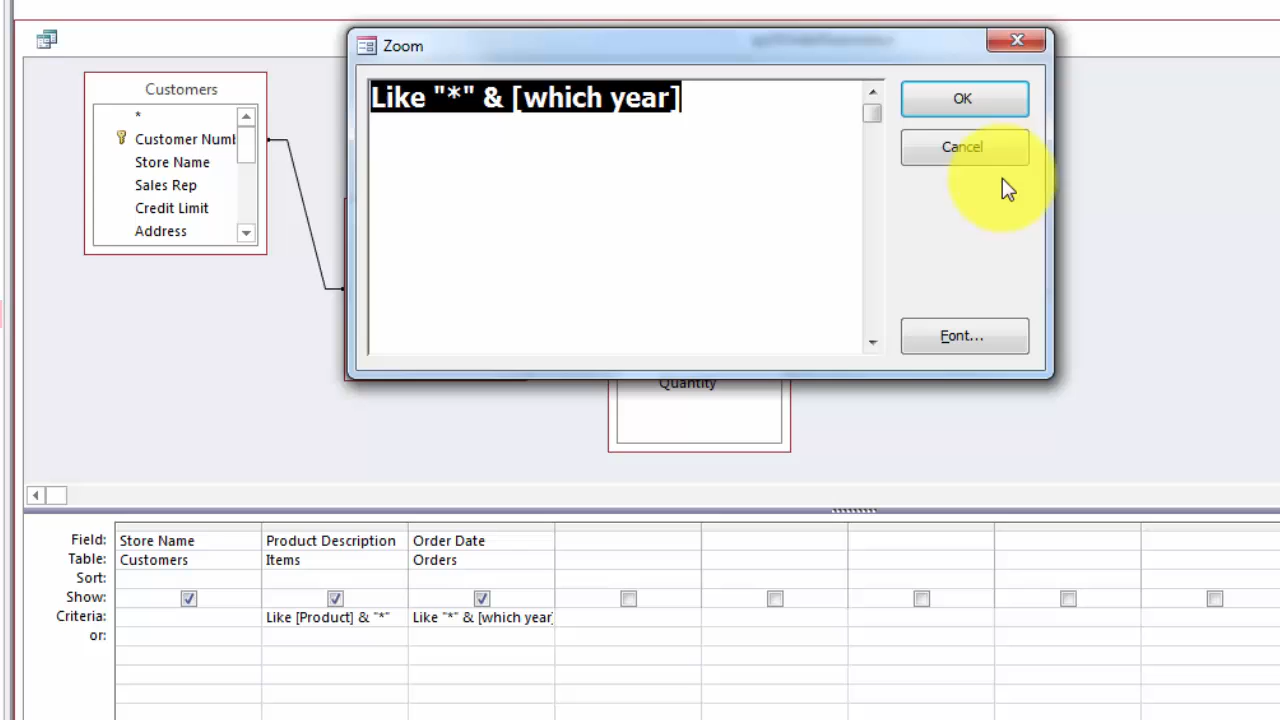 Zoom
Like "*" & [which year]
OK
Cancel
Font...
Customers
*
Customer Numb
Store Name
Sales Rep
Credit Limit
Address
Quantity
Field: Store Name Product Description Order Date
Table: Customers Items Orders
Sort:
Show:
Criteria: Like [Product] & "*" Like "*" & [which year]
or: